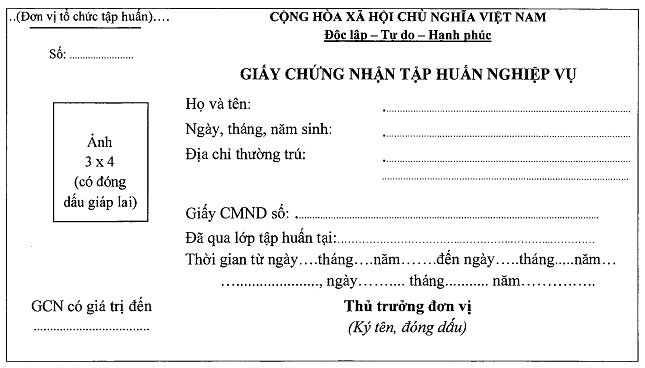 ..(Đơn vị tổ chức tập huấn)….
CỘNG HÒA XÃ HỘI CHỦ NGHĨA VIỆT NAM
Độc lập – Tự do – Hạnh phúc
Số: ........................
GIẤY CHỨNG NHẬN TẬP HUẤN NGHIỆP VỤ
Ảnh
3 x 4
(có đóng
dấu giáp lai)
Họ và tên: ......................................................
Ngày, tháng, năm sinh: ......................................................
Địa chỉ thường trú: ......................................................
......................................................
Giấy CMND số: ..............................................................................
Đã qua lớp tập huấn tại:......................................................................
Thời gian từ ngày….tháng….năm…….đến ngày…..tháng.....năm…
…......................, ngày…….... tháng........... năm……………
GCN có giá trị đến
..............................
Thủ trưởng đơn vị
(Ký tên, đóng dấu)